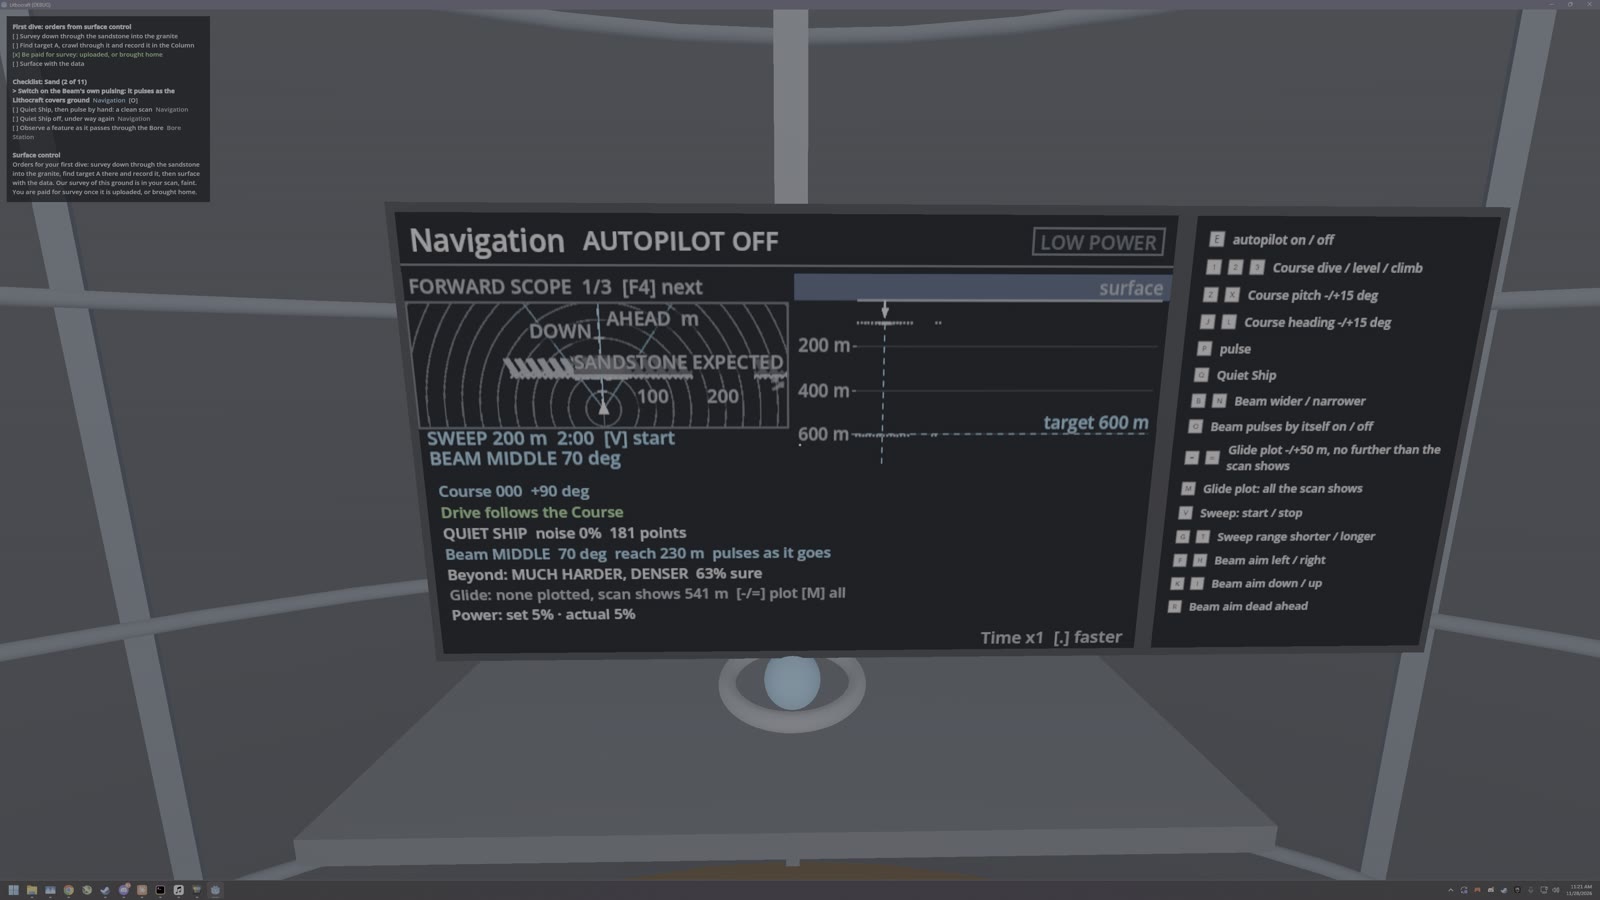 Lithocraft (DEBUG)
First dive: orders from surface control
[ ] Survey down through the sandstone into the granite
[ ] Find target A, crawl through it and record it in the Column
[x] Be paid for survey: uploaded, or brought home
[ ] Surface with the data
Checklist: Sand (2 of 11)
> Switch on the Beam's own pulsing: it pulses as the
Lithocraft covers ground Navigation [O]
[ ] Quiet Ship, then pulse by hand: a clean scan Navigation
[ ] Quiet Ship off, under way again Navigation
[ ] Observe a feature as it passes through the Bore Bore
Station
Surface control
Orders for your first dive: survey down through the sandstone
into the granite, find target A there and record it, then surface
with the data. Our survey of this ground is in your scan, faint.
You are paid for survey once it is uploaded, or brought home.
Navigation AUTOPILOT OFF
LOW POWER
FORWARD SCOPE 1/3 [F4] next
AHEAD m
DOWN
SANDSTONE EXPECTED
100 200
SWEEP 200 m 2:00 [V] start
BEAM MIDDLE 70 deg
surface
200 m
400 m
target 600 m
600 m
Course 000 +90 deg
Drive follows the Course
QUIET SHIP noise 0% 181 points
Beam MIDDLE 70 deg reach 230 m pulses as it goes
Beyond: MUCH HARDER, DENSER 63% sure
Glide: none plotted, scan shows 541 m [-/=] plot [M] all
Power: set 5% · actual 5%
Time x1 [.] faster
E autopilot on / off
1 2 3 Course dive / level / climb
Z X Course pitch -/+15 deg
J L Course heading -/+15 deg
P pulse
Q Quiet Ship
B N Beam wider / narrower
O Beam pulses by itself on / off
- = Glide plot -/+50 m, no further than the
scan shows
M Glide plot: all the scan shows
V Sweep: start / stop
G T Sweep range shorter / longer
F H Beam aim left / right
K I Beam aim down / up
Beam aim dead ahead
11:21 AM